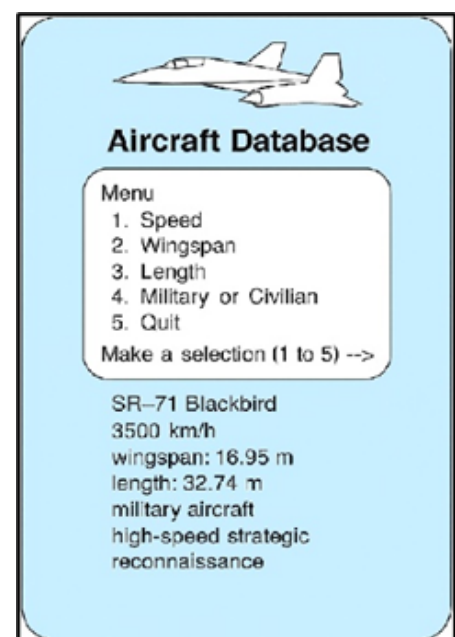 Aircraft Database
Menu
1. Speed
2. Wingspan
3. Length
4. Military or Civilian
5. Quit
Make a selection (1 to 5) -->
SR–71 Blackbird
3500 km/h
wingspan: 16.95 m
length: 32.74 m
military aircraft
high-speed strategic
reconnaissance